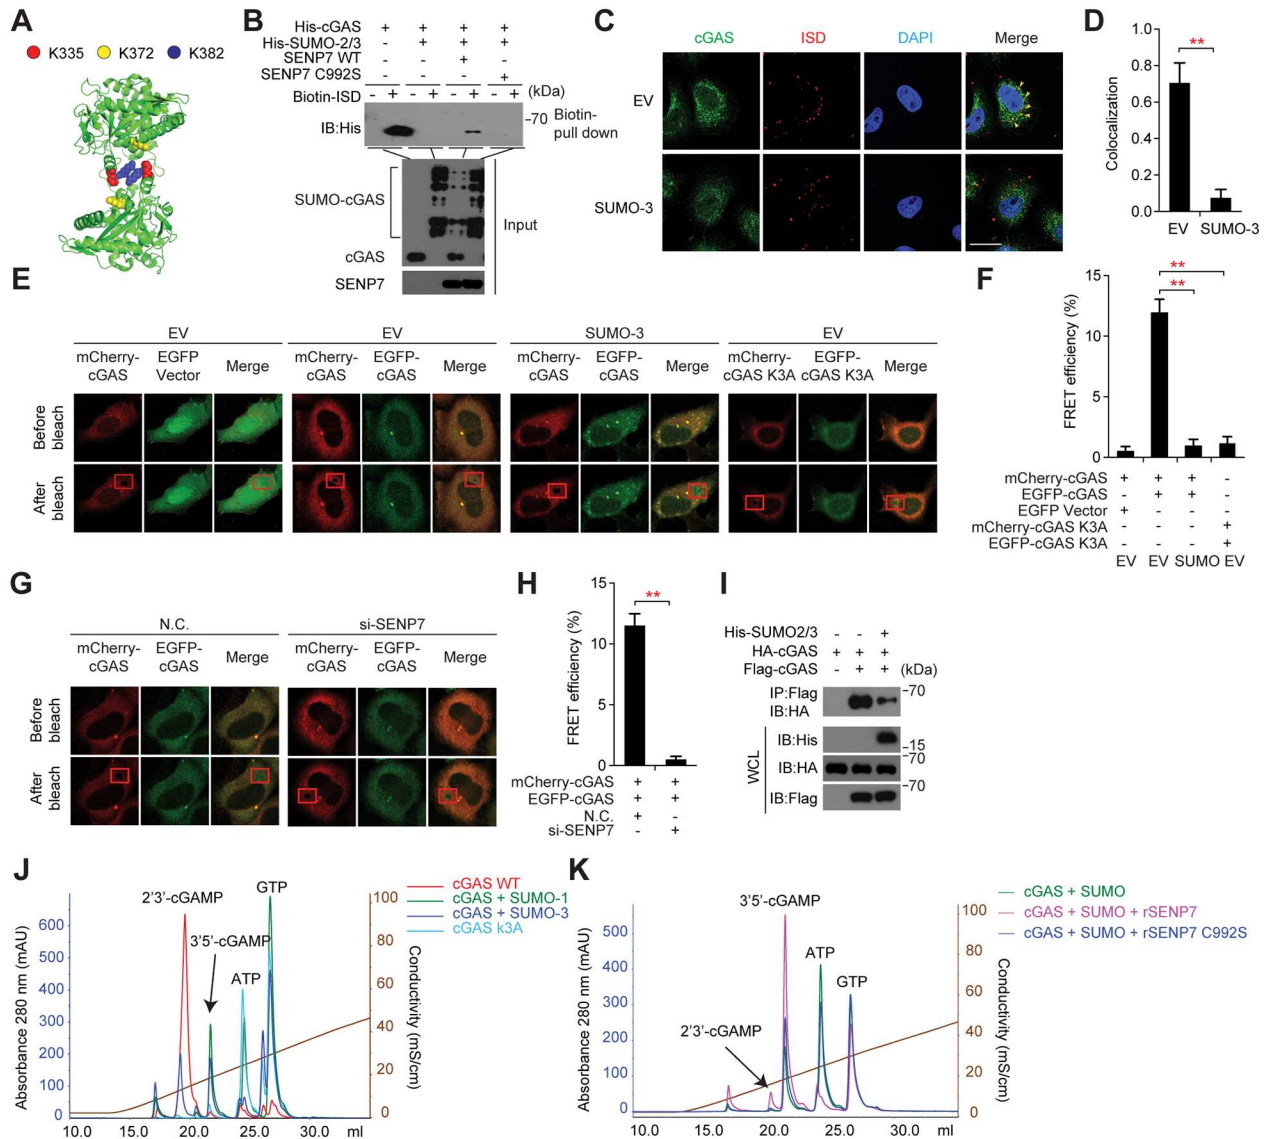 A
K335 K372 K382
B
His-cGAS + + + +
His-SUMO-2/3 - + + +
SENP7 WT - - + -
SENP7 C992S - - - +
Biotin-ISD - + - + - + - + (kDa)
IB:His
-70 Biotin-
pull down
SUMO-cGAS
cGAS
SENP7
Input
C
cGAS ISD DAPI Merge
EV
SUMO-3
D
**
Colocalization
0.8
0.6
0.4
0.2
0.0
EV SUMO-3
E
EV EV SUMO-3 EV
mCherry-
cGAS
EGFP
Vector
Merge
mCherry-
cGAS
EGFP-
cGAS
Merge
mCherry-
cGAS
EGFP-
cGAS
Merge
mCherry-
cGAS K3A
EGFP-
cGAS K3A
Merge
Before
bleach
After
bleach
F
**
**
FRET efficiency (%)
15
10
5
0
mCherry-cGAS + + + -
EGFP-cGAS - + + -
EGFP Vector + - - -
mCherry-cGAS K3A - - - +
EGFP-cGAS K3A - - - +
EV EV SUMO EV
G
N.C. si-SENP7
mCherry-
cGAS
EGFP-
cGAS
Merge
mCherry-
cGAS
EGFP-
cGAS
Merge
Before
bleach
After
bleach
H
**
FRET efficiency (%)
15
10
5
0
mCherry-cGAS + +
EGFP-cGAS + +
N.C. + -
si-SENP7 - +
I
His-SUMO2/3 - - +
HA-cGAS + + +
Flag-cGAS - + + (kDa)
IP:Flag
IB:HA
-70
WCL
IB:His
-15
IB:HA
-70
IB:Flag
-70
J
2'3'-cGAMP
3'5'-cGAMP
ATP
GTP
cGAS WT
cGAS + SUMO-1
cGAS + SUMO-3
cGAS k3A
Absorbance 280 nm (mAU)
600
500
400
300
200
100
0
Conductivity (mS/cm)
100
80
60
40
20
0
10.0 15.0 20.0 30.0 ml
K
3'5'-cGAMP
ATP
GTP
2'3'-cGAMP
cGAS + SUMO
cGAS + SUMO + rSENP7
cGAS + SUMO + rSENP7 C992S
Absorbance 280 nm (mAU)
500
400
300
200
100
0
Conductivity (mS/cm)
100
80
60
40
20
0
10.0 15.0 20.0 30.0 ml